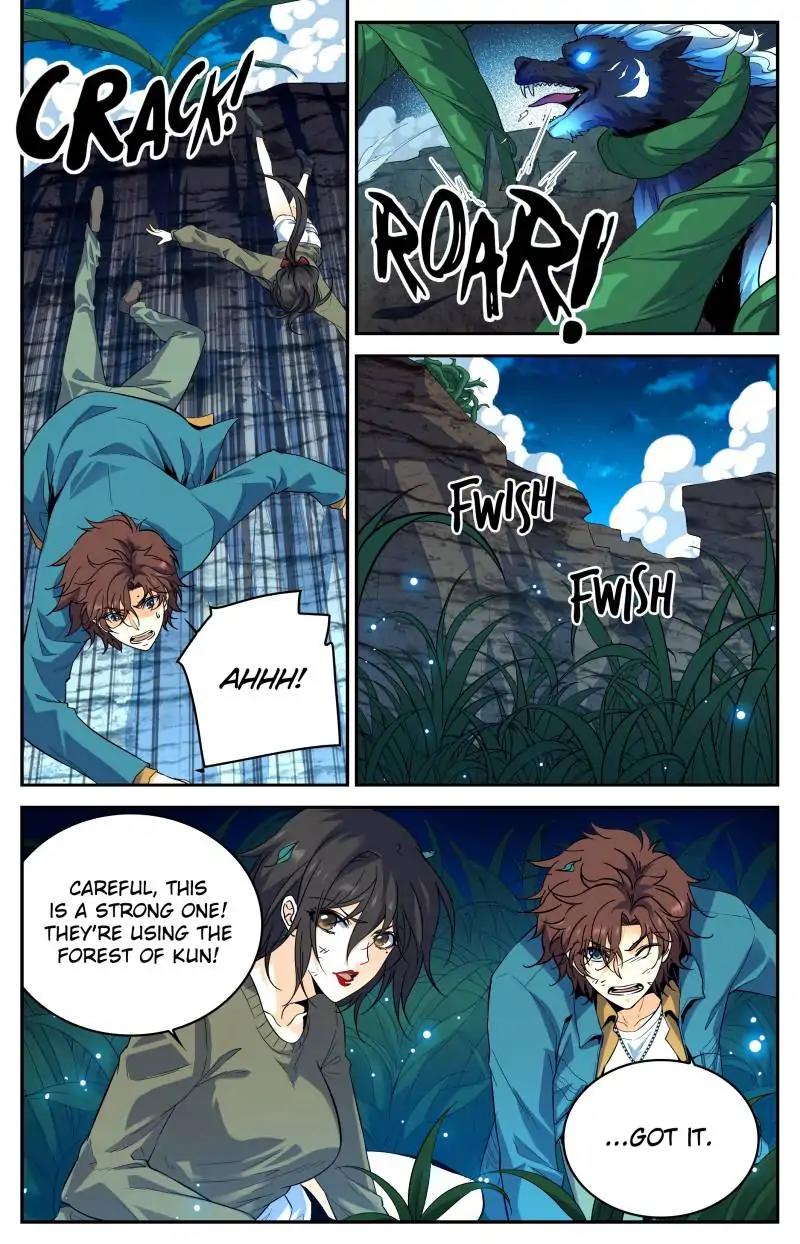 CRACK!
ROAR!
AHHH!
FWISH
FWISH
CAREFUL, THIS
IS A STRONG ONE!
THEY'RE USING THE
FOREST OF KUN!
...GOT IT.